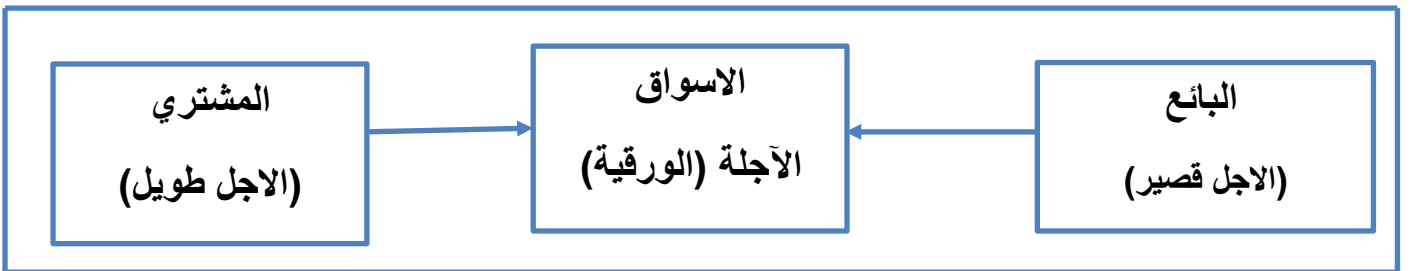 البائع
(الاجل قصير)
الاسواق
الآجلة (الورقية)
المشتري
(الاجل طويل)